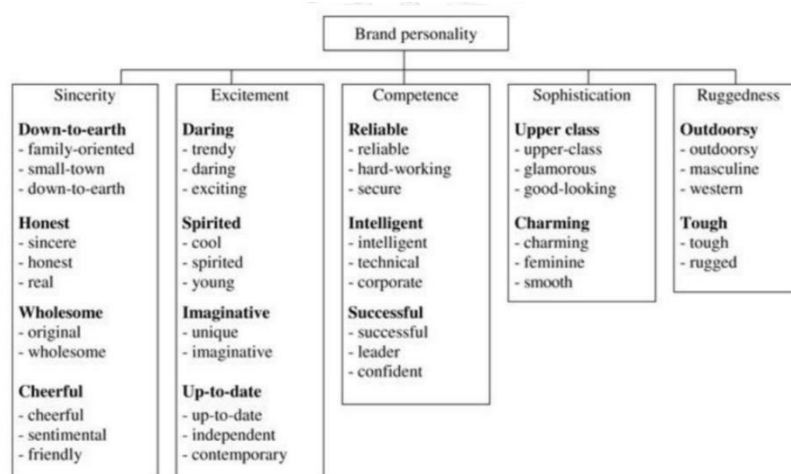 Brand personality
Sincerity
Down-to-earth
- family-oriented
- small-town
- down-to-earth
Honest
- sincere
- honest
- real
Wholesome
- original
- wholesome
Cheerful
- cheerful
- sentimental
- friendly
Excitement
Daring
- trendy
- daring
- exciting
Spirited
- cool
- spirited
- young
Imaginative
- unique
- imaginative
Up-to-date
- up-to-date
- independent
- contemporary
Competence
Reliable
- reliable
- hard-working
- secure
Intelligent
- intelligent
- technical
- corporate
Successful
- successful
- leader
- confident
Sophistication
Upper class
- upper-class
- glamorous
- good-looking
Charming
- charming
- feminine
- smooth
Ruggedness
Outdoorsy
- outdoorsy
- masculine
- western
Tough
- tough
- rugged